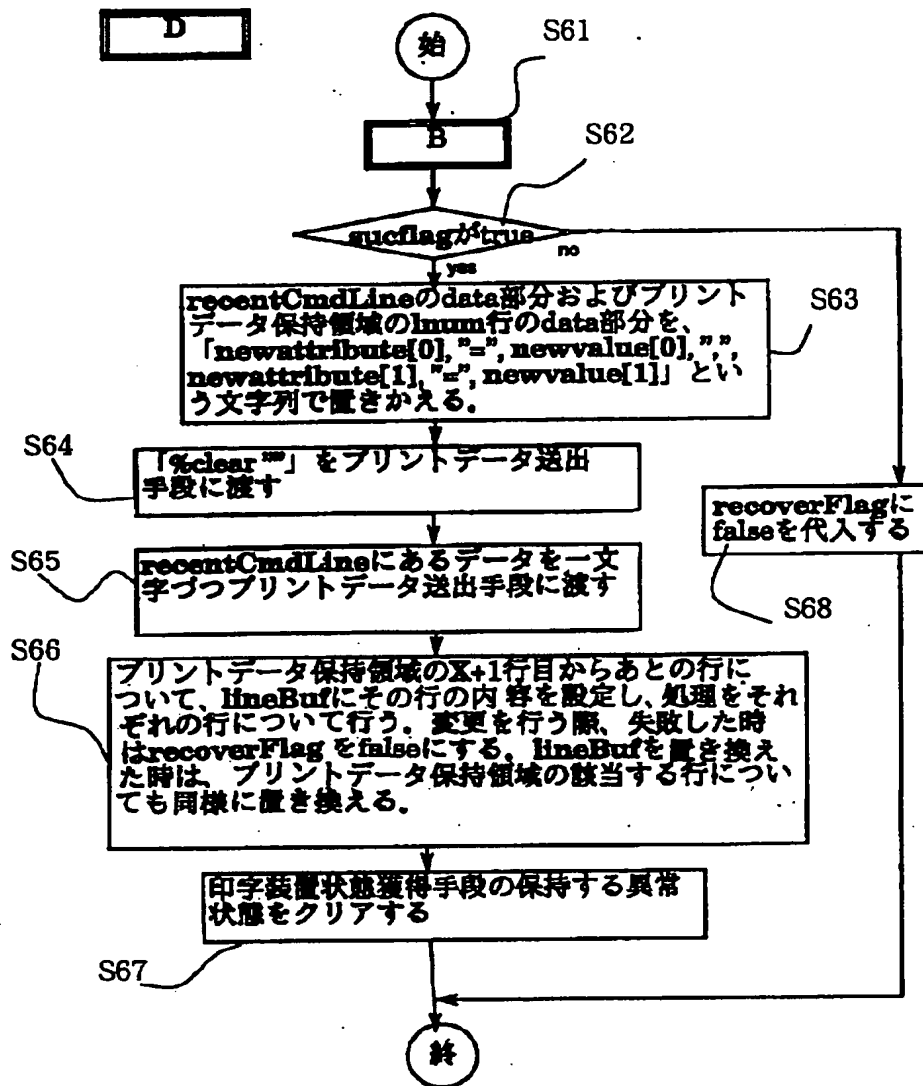 D
始
S61
B
S62
sucflagがtrue
no
yes
recentCmdLineのdata部分およびプリント
データ保持領域のlnum行のdata部分を、
「newattribute[0], ”=”, newvalue[0], ”,”,
newattribute[1], ”=”, newvalue[1]」とい
う文字列で置きかえる。
S63
S64
「%clear ””」をプリントデータ送出
手段に渡す
recoverFlagに
falseを代入する
S68
S65
recentCmdLineにあるデータを一文
字づつプリントデータ送出手段に渡す
S66
プリントデータ保持領域のX+1行目からあとの行に
ついて、lineBufにその行の内容を設定し、処理をそれ
ぞれの行について行う。変更を行う際、失敗した時
はrecoverFlagをfalseにする。lineBufを置き換え
た時は、プリントデータ保持領域の該当する行につい
ても同様に置き換える。
印字装置状態獲得手段の保持する異常
状態をクリアする
S67
終